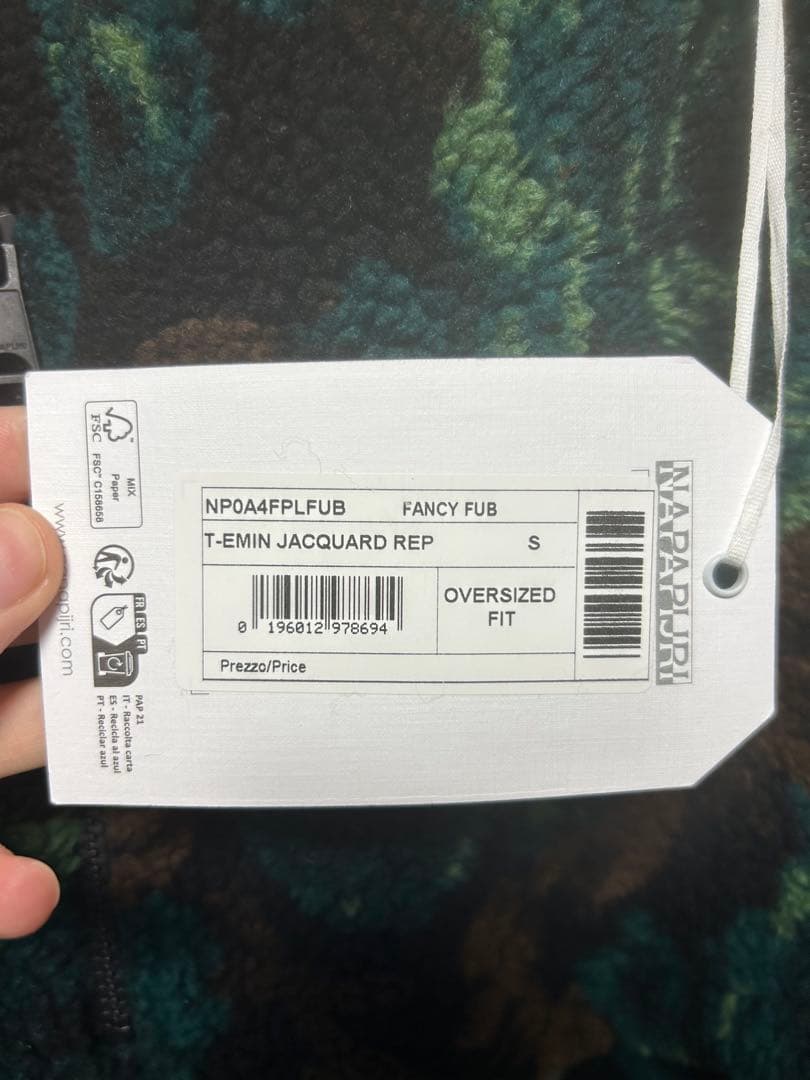 NP0A4FPLFUB FANCY FUB
T-EMIN JACQUARD REP S
0 196012 978694
OVERSIZED
FIT
Prezzo/Price
NAPAPIJRI
FSC
MIX
Paper
FSC™ C158658
FR ES PT
PAP 21
IT - Raccolta carta
ES - Recicla al azul
PT - Reciclar azul